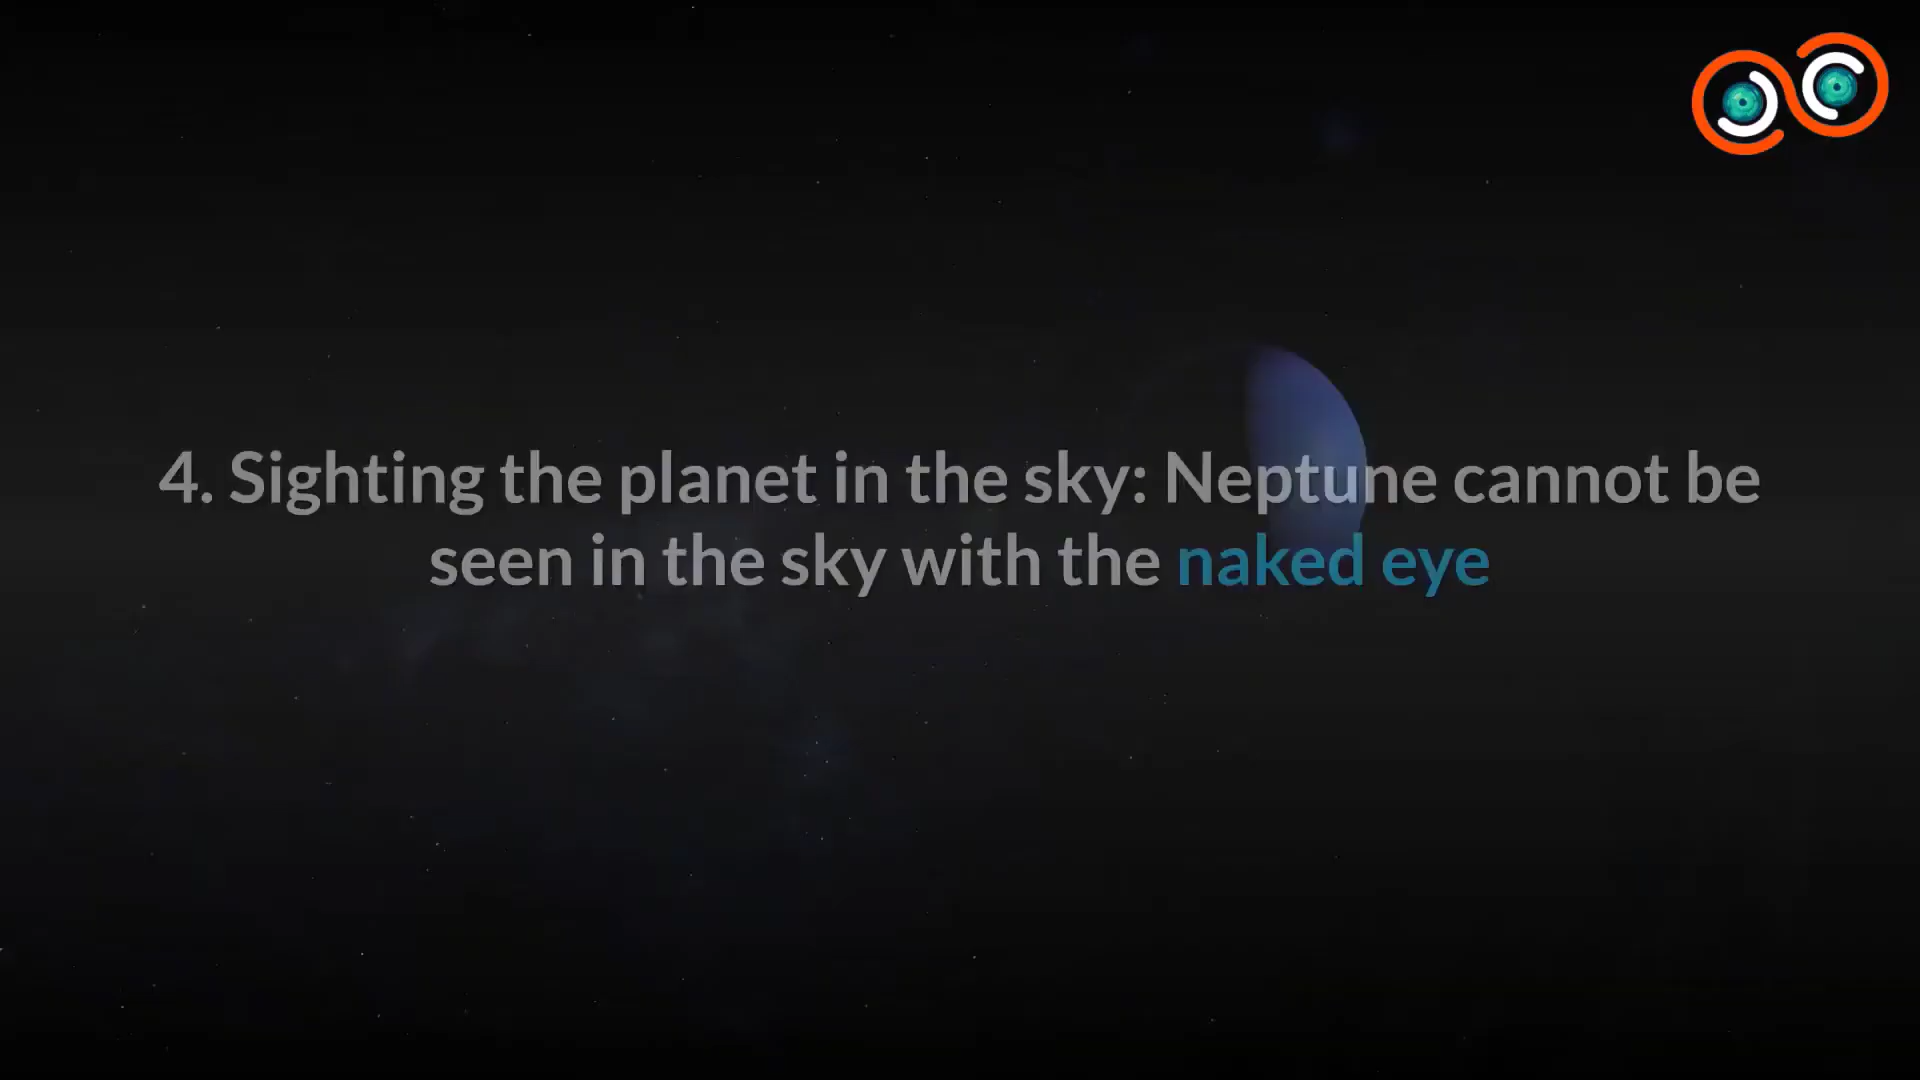 4. Sighting the planet in the sky: Neptune cannot be
seen in the sky with the naked eye